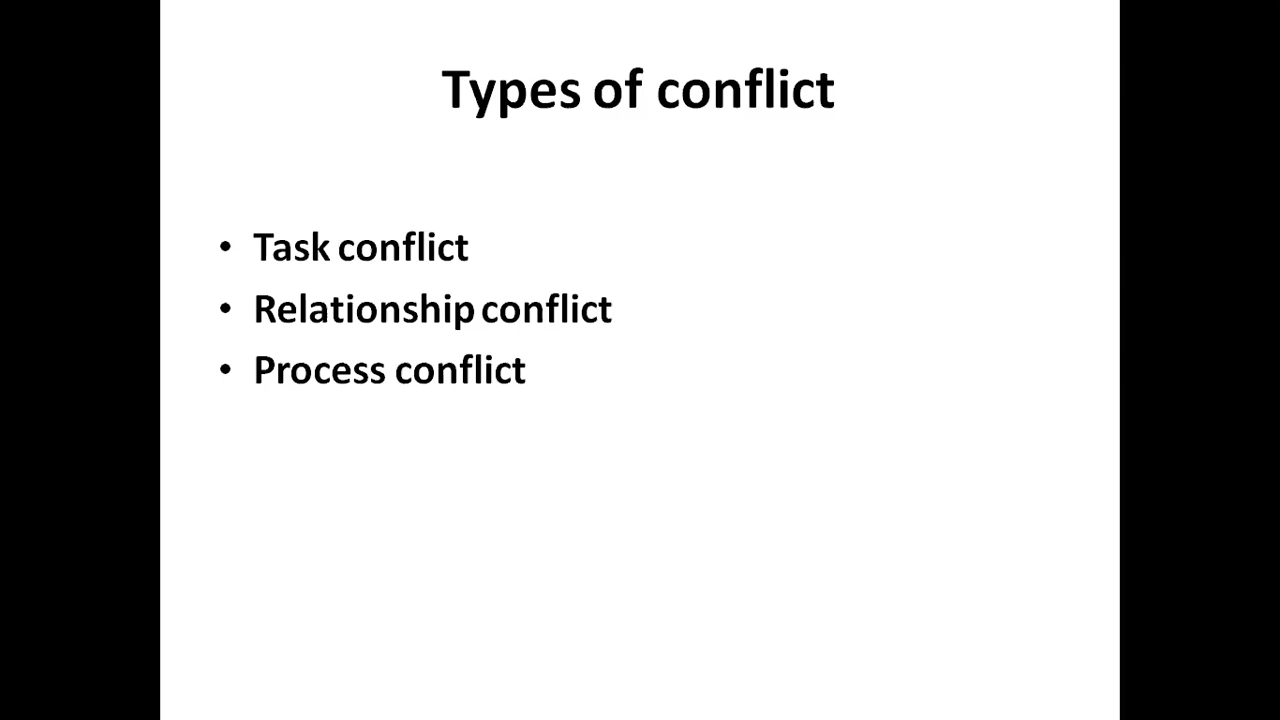 Types of conflict
• Task conflict
• Relationship conflict
• Process conflict